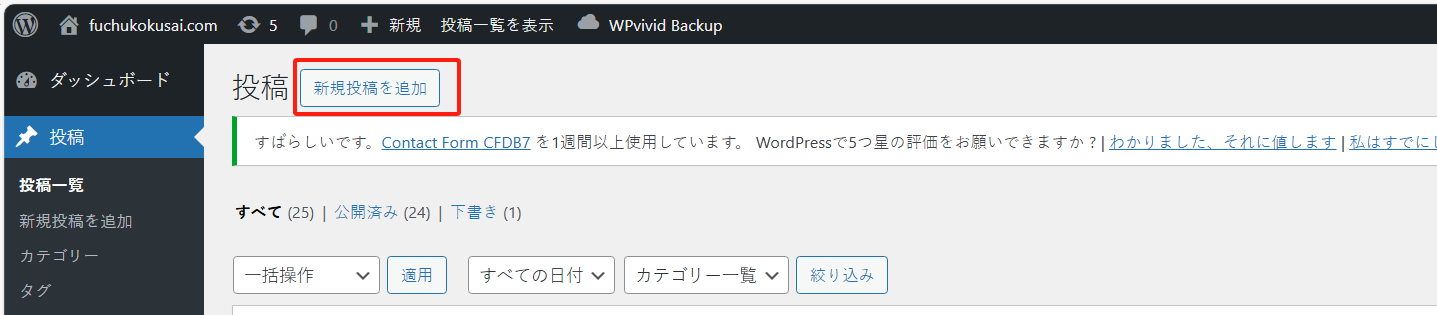 fuchukokusai.com 5 0 新規 投稿一覧を表示 WPvivid Backup
ダッシュボード
投稿
投稿一覧
新規投稿を追加
カテゴリー
タグ
投稿 新規投稿を追加
すばらしいです。Contact Form CFDB7 を1週間以上使用しています。 WordPressで5つ星の評価をお願いできますか ? | わかりました、それに値します | 私はすでにし
すべて (25) | 公開済み (24) | 下書き (1)
一括操作 適用 すべての日付 カテゴリー一覧 絞り込み